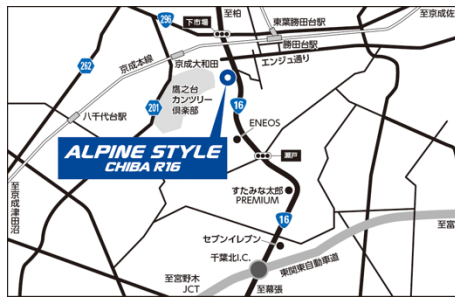 至柏
下市場
296
東葉勝田台駅
至京成佐
勝田台駅
エンジュ通り
262
京成本線
京成大和田
鷹之台
カンツリー
倶楽部
201
16
八千代台駅
ENEOS
ALPINE STYLE
CHIBA R16
瀬戸
すたみな太郎
PREMIUM
16
至京成津田沼
セブンイレブン
千葉北I.C.
東関東自動車道
至富
至宮野木
JCT
至幕張